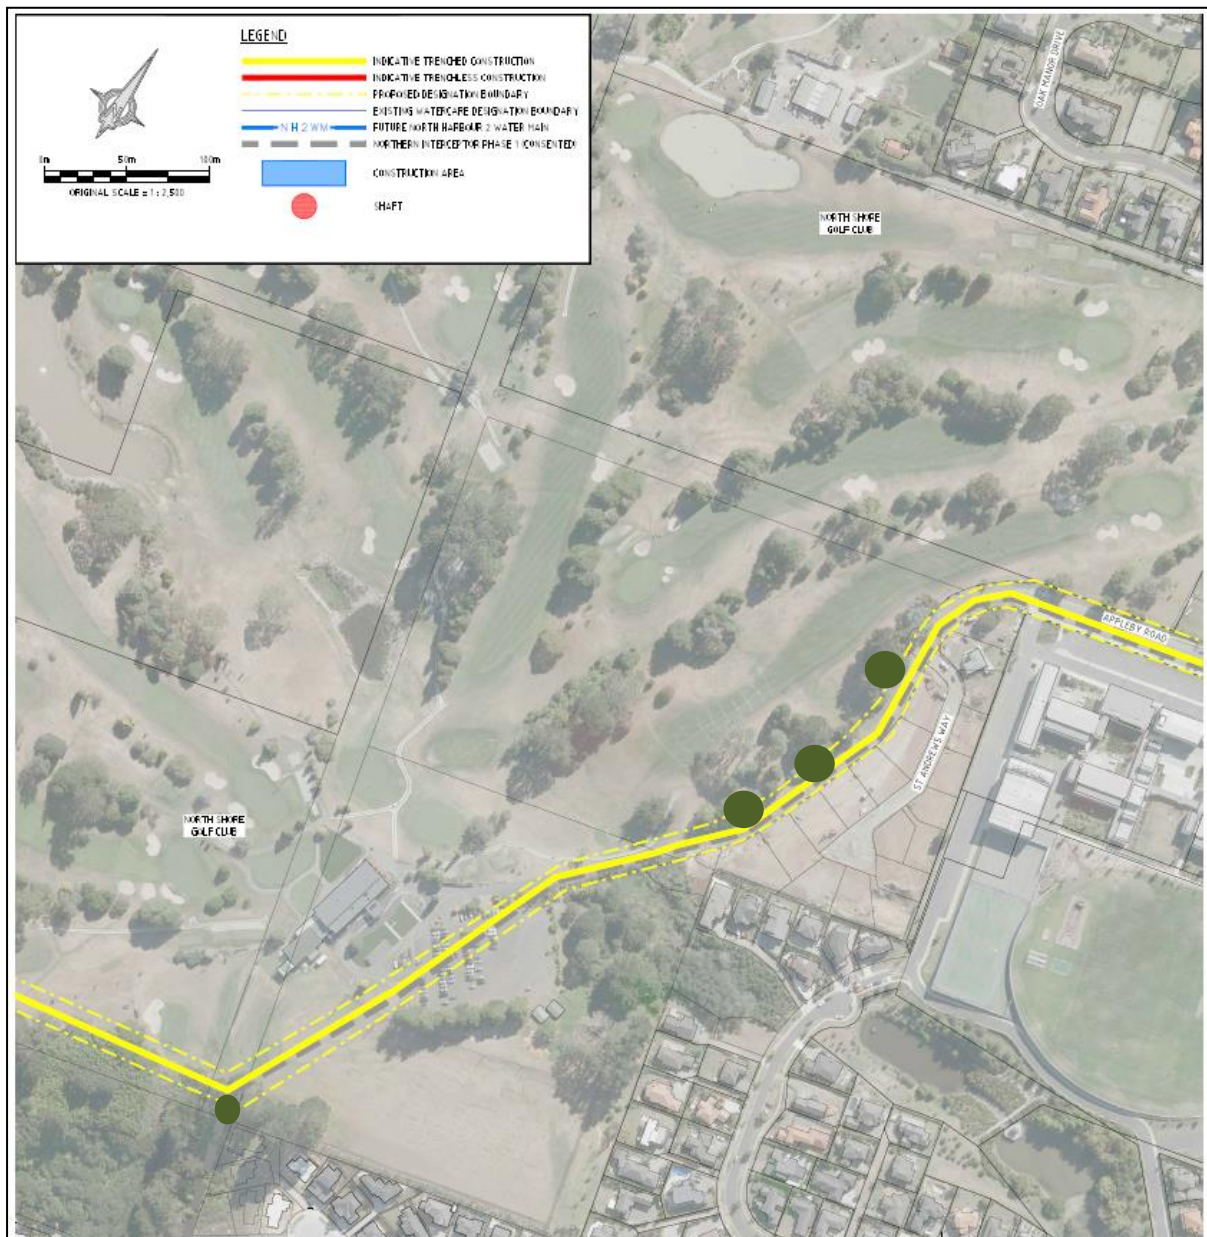 LEGEND
INDICATIVE TRENCHED CONSTRUCTION
INDICATIVE TRENCHLESS CONSTRUCTION
PROPOSED DESIGNATION BOUNDARY
EXISTING WATERCARE DESIGNATION BOUNDARY
NH2WM FUTURE NORTH HARBOUR 2 WATER MAIN
NORTHERN INTERCEPTOR PHASE 1 (CONSENTED)
CONSTRUCTION AREA
SHAFT
0m 50m 100m
ORIGINAL SCALE = 1:2,500
OAK MANOR DRIVE
NORTH SHORE
GOLF CLUB
APPLEBY ROAD
ST ANDREWS WAY
NORTH SHORE
GOLF CLUB